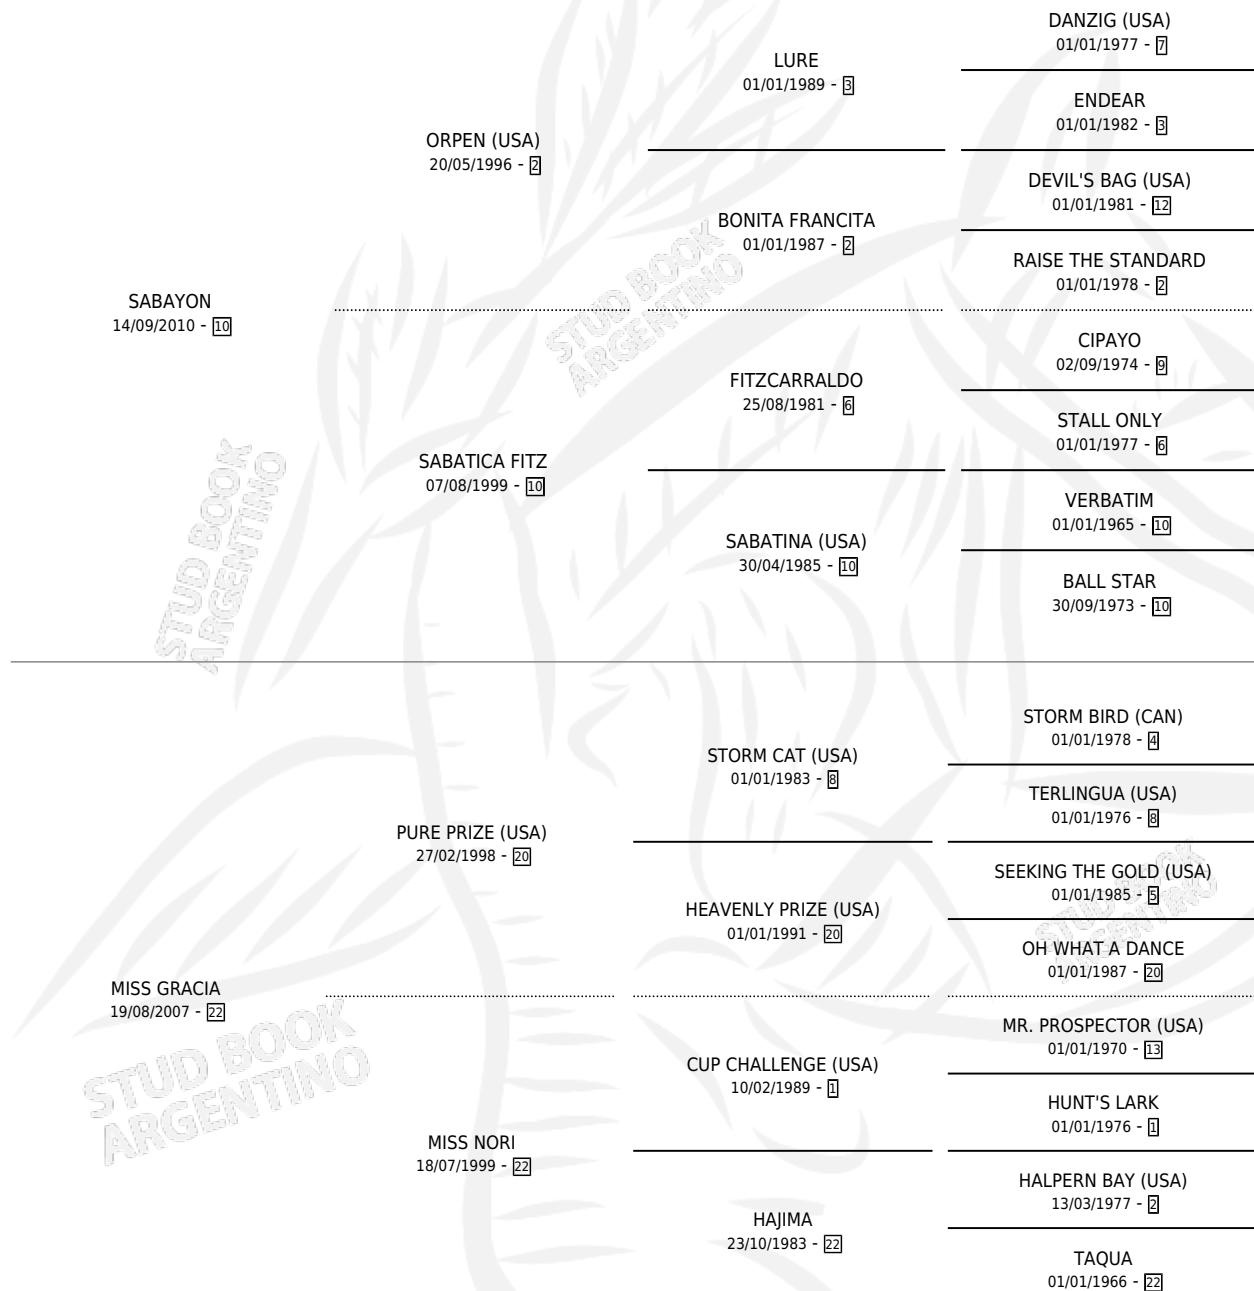 DANZIG (USA)
01/01/1977 - 7
LURE
01/01/1989 - 3
ENDEAR
01/01/1982 - 3
ORPEN (USA)
20/05/1996 - 2
DEVIL'S BAG (USA)
01/01/1981 - 12
BONITA FRANCITA
01/01/1987 - 2
RAISE THE STANDARD
01/01/1978 - 2
SABAYON
14/09/2010 - 10
CIPAYO
02/09/1974 - 9
FITZCARRALDO
25/08/1981 - 6
STALL ONLY
01/01/1977 - 6
SABATICA FITZ
07/08/1999 - 10
VERBATIM
01/01/1965 - 10
SABATINA (USA)
30/04/1985 - 10
BALL STAR
30/09/1973 - 10
STORM BIRD (CAN)
01/01/1978 - 4
STORM CAT (USA)
01/01/1983 - 8
TERLINGUA (USA)
01/01/1976 - 8
PURE PRIZE (USA)
27/02/1998 - 20
SEEKING THE GOLD (USA)
01/01/1985 - 5
HEAVENLY PRIZE (USA)
01/01/1991 - 20
OH WHAT A DANCE
01/01/1987 - 20
MISS GRACIA
19/08/2007 - 22
MR. PROSPECTOR (USA)
01/01/1970 - 13
CUP CHALLENGE (USA)
10/02/1989 - 1
HUNT'S LARK
01/01/1976 - 1
MISS NORI
18/07/1999 - 22
HALPERN BAY (USA)
13/03/1977 - 2
HAJIMA
23/10/1983 - 22
TAQUA
01/01/1966 - 22
STUD BOOK
ARGENTINO
STUD BOOK
ARGENTINO
STUD BOOK
ARGENTINO
STUD BOOK
ARGENTINO